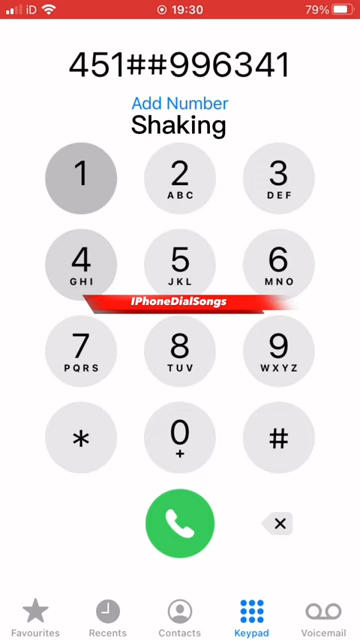 iD 19:30 79%
451##996341
Add Number
Shaking
1 2 3
ABC DEF
4 5 6
GHI JKL MNO
IPhoneDialSongs
7 8 9
PQRS TUV WXYZ
* 0 #
+
Favourites Recents Contacts Keypad Voicemail